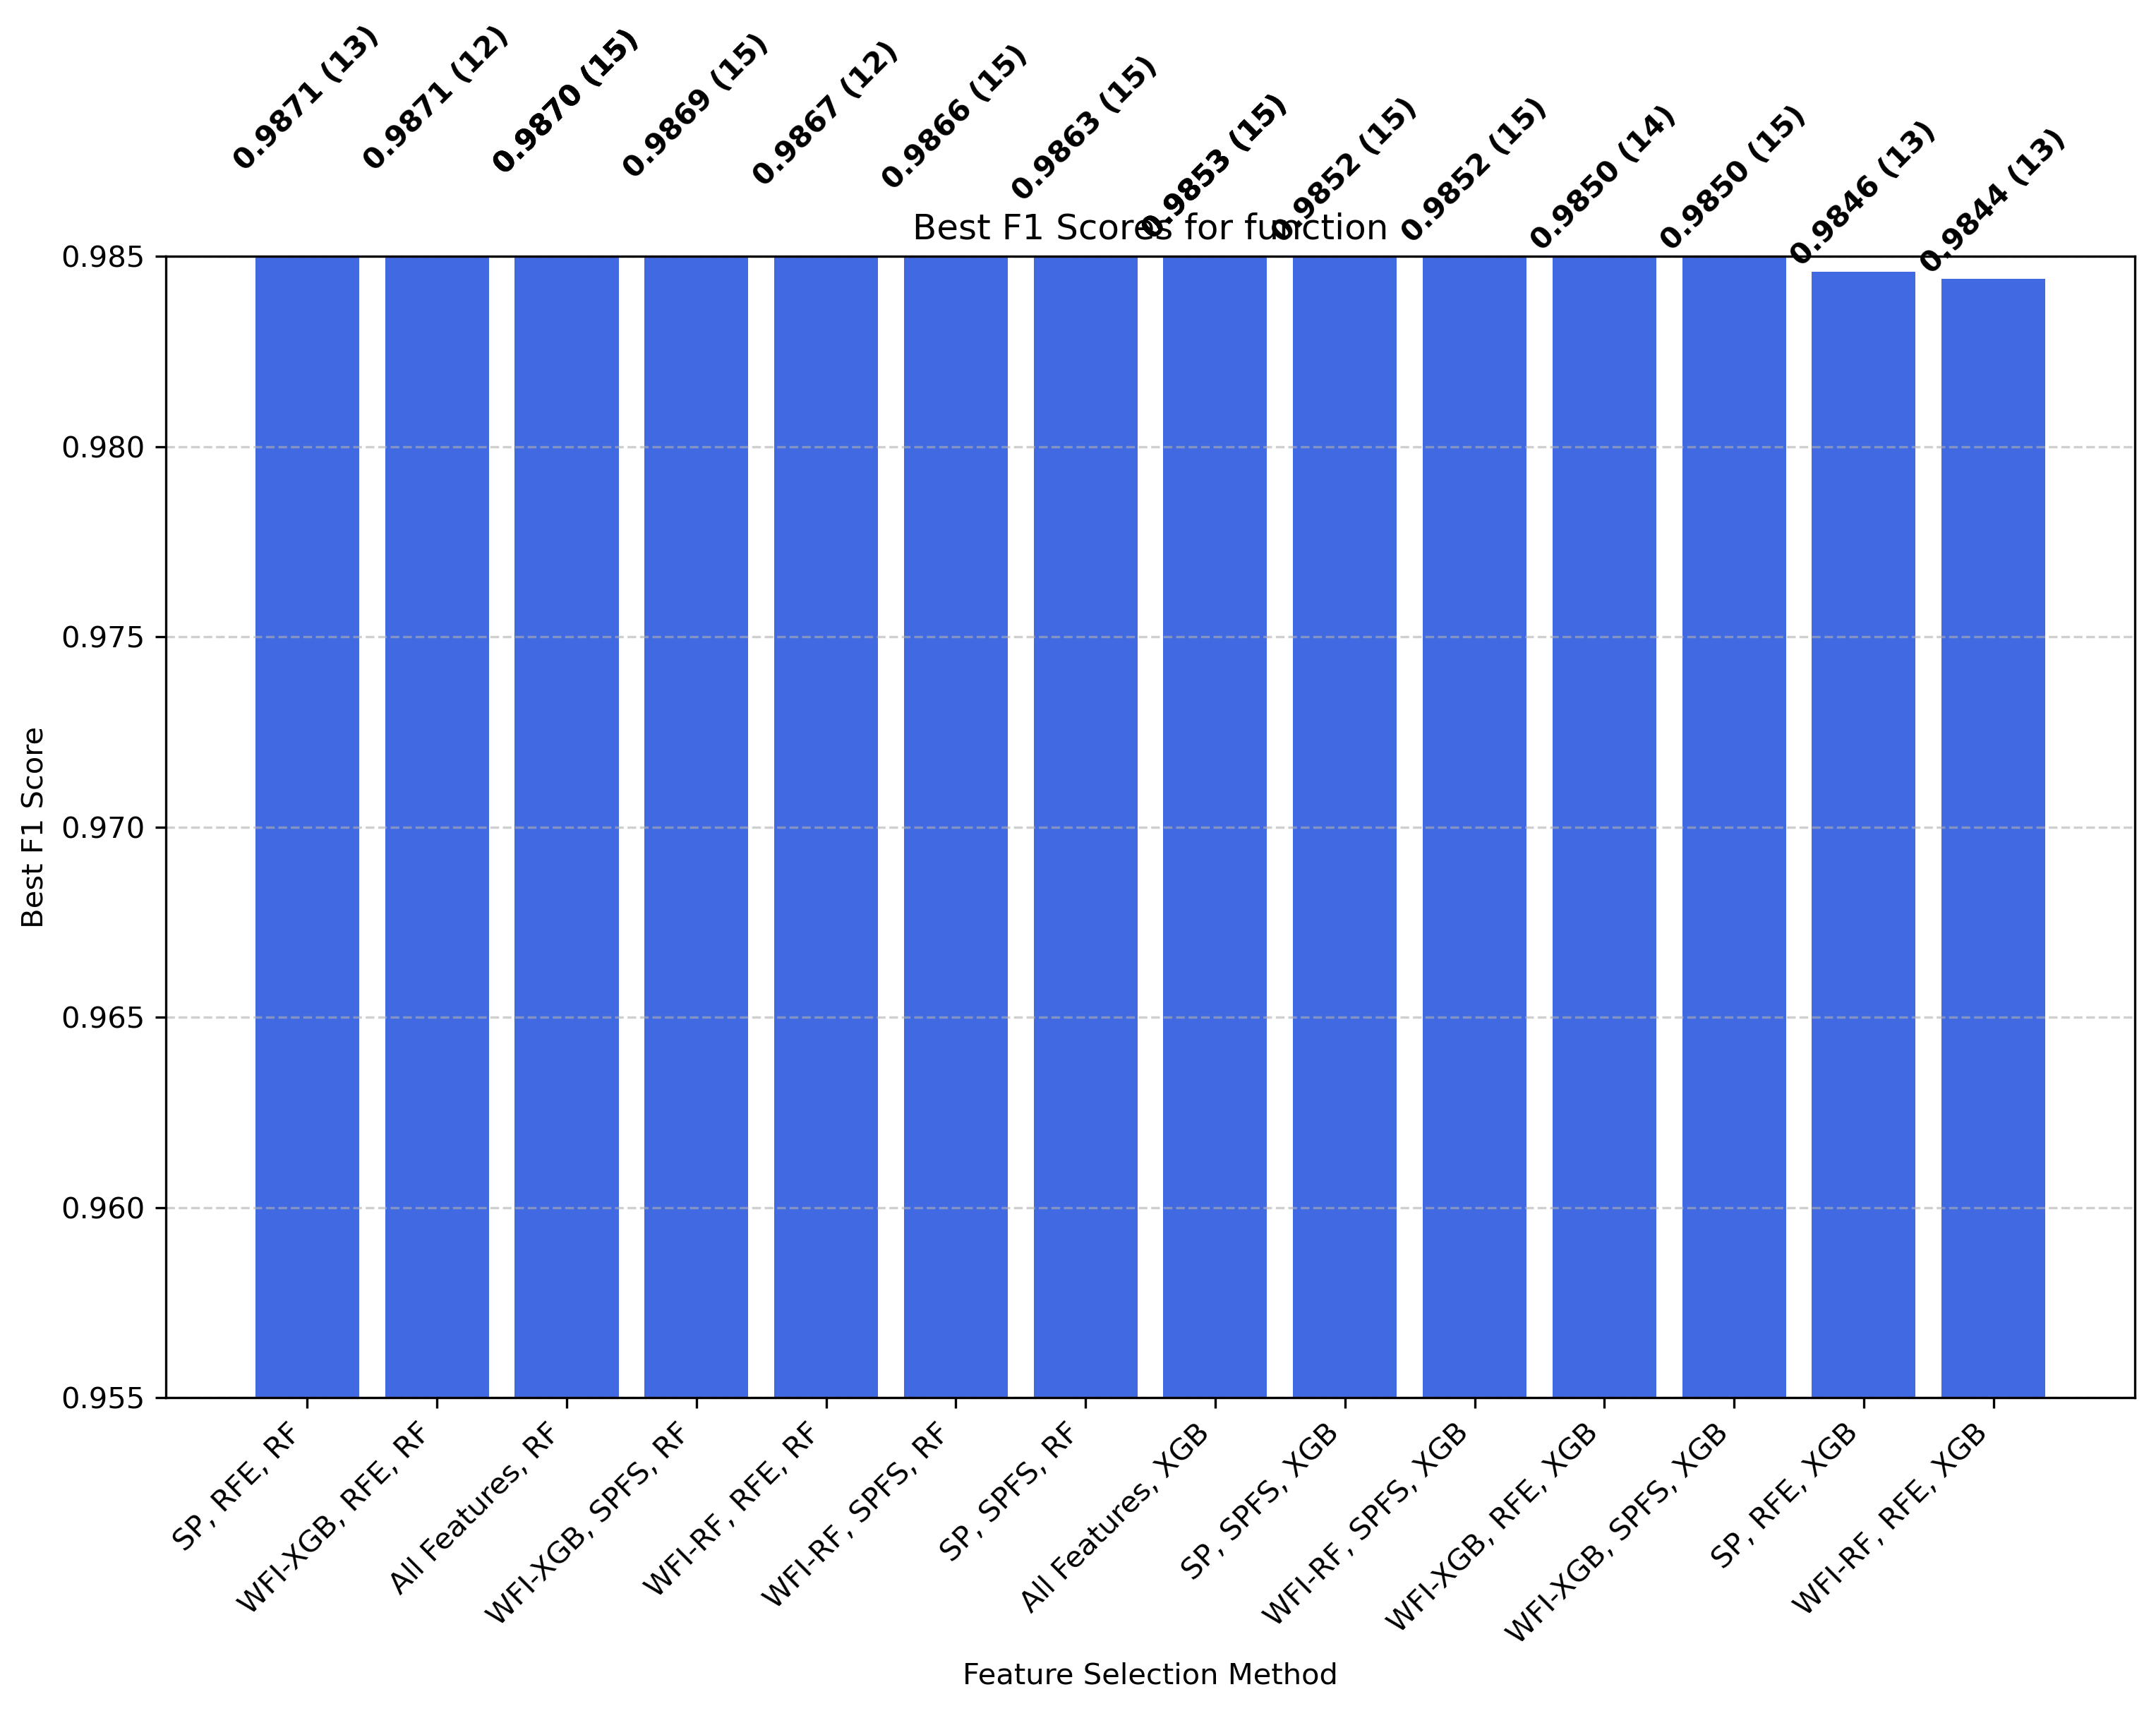 0.9871 (13)
0.9871 (12)
0.9870 (15)
0.9869 (15)
0.9867 (12)
0.9866 (15)
0.9863 (15)
0.9853 (15)
0.9852 (15)
0.9852 (15)
0.9850 (14)
0.9850 (15)
0.9846 (13)
0.9844 (13)
Best F1 Scores for function
0.985
0.980
0.975
0.970
0.965
0.960
0.955
Best F1 Score
SP, RFE, RF
WFI-XGB, RFE, RF
All Features, RF
WFI-XGB, SPFS, RF
WFI-RF, RFE, RF
WFI-RF, SPFS, RF
SP, SPFS, RF
All Features, XGB
SP, SPFS, XGB
WFI-RF, SPFS, XGB
WFI-XGB, RFE, XGB
WFI-XGB, SPFS, XGB
SP, RFE, XGB
WFI-RF, RFE, XGB
Feature Selection Method